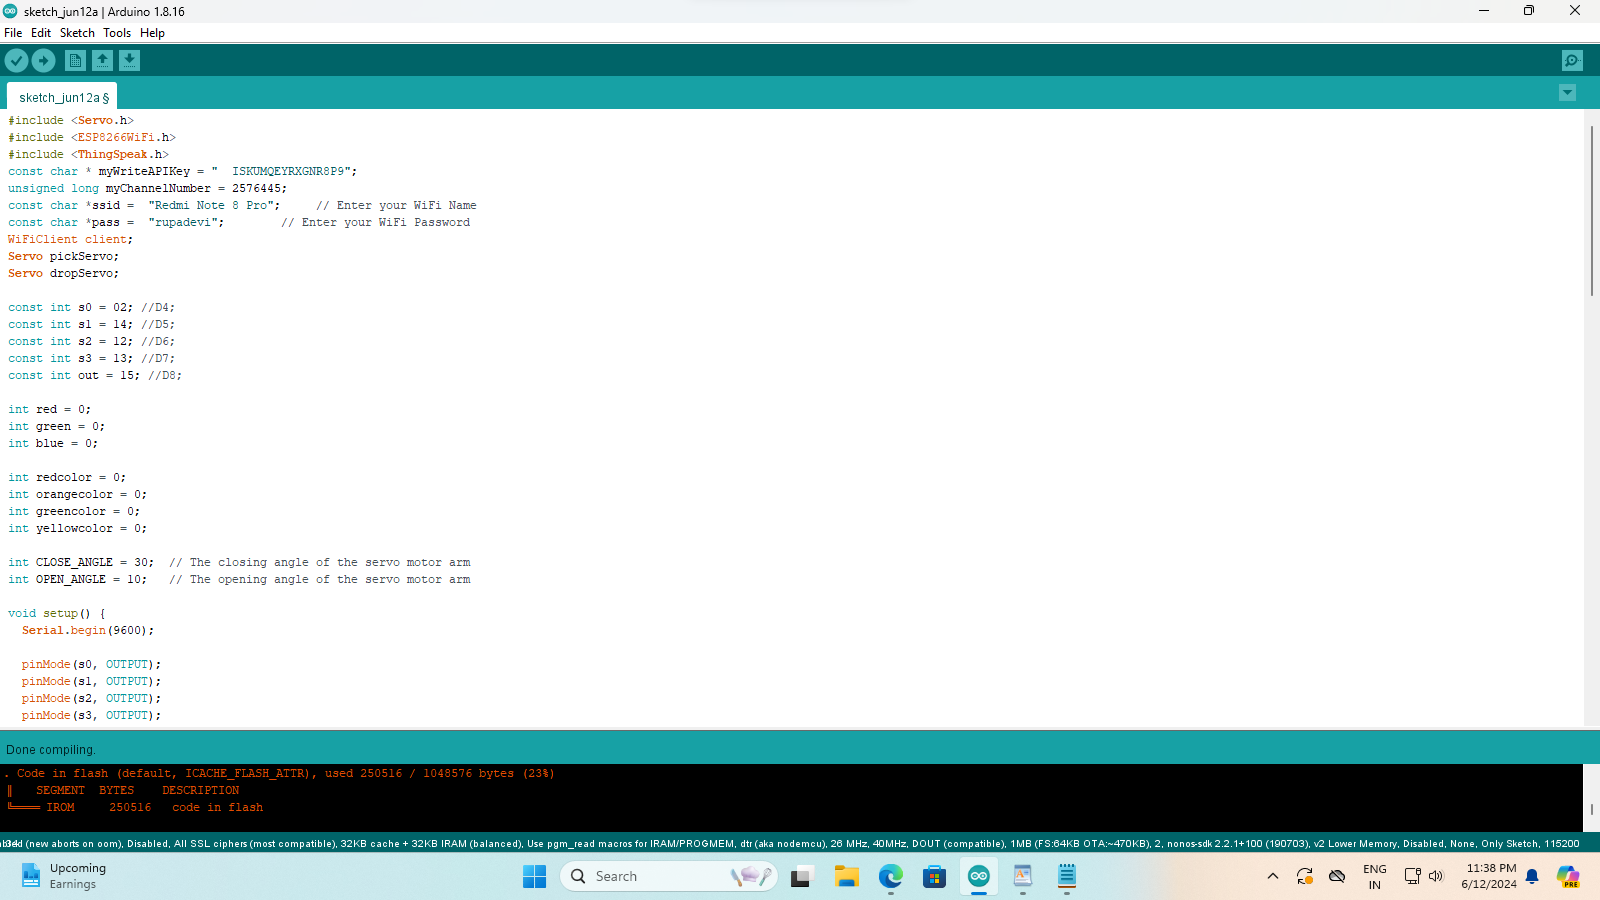 sketch_jun12a | Arduino 1.8.16
File Edit Sketch Tools Help
sketch_jun12a §
#include <Servo.h>
#include <ESP8266WiFi.h>
#include <ThingSpeak.h>
const char * myWriteAPIKey = "  ISKUMQEYRXGNR8P9";
unsigned long myChannelNumber = 2576445;
const char *ssid =  "Redmi Note 8 Pro";     // Enter your WiFi Name
const char *pass =  "rupadevi";        // Enter your WiFi Password
WiFiClient client;
Servo pickServo;
Servo dropServo;
const int s0 = 02; //D4;
const int s1 = 14; //D5;
const int s2 = 12; //D6;
const int s3 = 13; //D7;
const int out = 15; //D8;
int red = 0;
int green = 0;
int blue = 0;
int redcolor = 0;
int orangecolor = 0;
int greencolor = 0;
int yellowcolor = 0;
int CLOSE_ANGLE = 30;  // The closing angle of the servo motor arm
int OPEN_ANGLE = 10;   // The opening angle of the servo motor arm
void setup() {
  Serial.begin(9600);
  pinMode(s0, OUTPUT);
  pinMode(s1, OUTPUT);
  pinMode(s2, OUTPUT);
  pinMode(s3, OUTPUT);
Done compiling.
. Code in flash (default, ICACHE_FLASH_ATTR), used 250516 / 1048576 bytes (23%)
║   SEGMENT  BYTES    DESCRIPTION
╚════ IROM     250516   code in flash
(new aborts on oom), Disabled, All SSL ciphers (most compatible), 32KB cache + 32KB IRAM (balanced), Use pgm_read macros for IRAM/PROGMEM, dtr (aka nodemcu), 26 MHz, 40MHz, DOUT (compatible), 1MB (FS:64KB OTA:~470KB), 2, nonos-sdk 2.2.1+100 (190703), v2 Lower Memory, Disabled, None, Only Sketch, 115200
Upcoming
Earnings
Search
ENG
IN
11:38 PM
6/12/2024
PRE